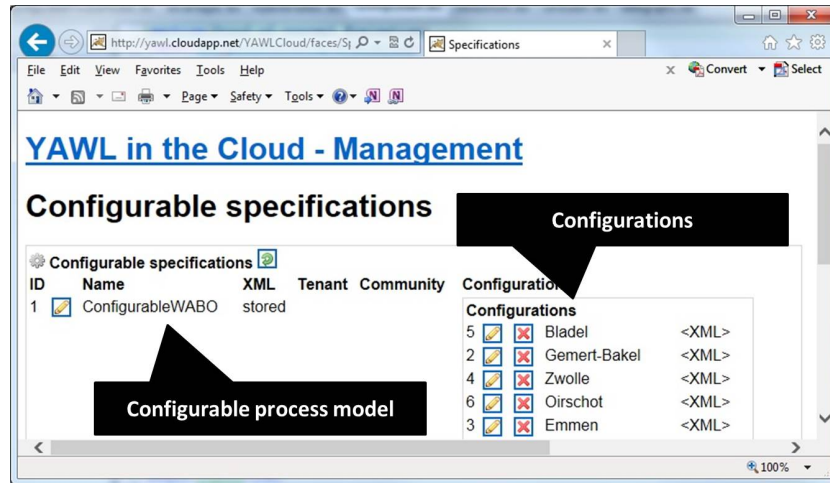 http://yawl.cloudapp.net/YAWLCloud/faces/Sp
Specifications
File Edit View Favorites Tools Help
Convert Select
Page Safety Tools
YAWL in the Cloud - Management
Configurable specifications
Configurations
Configurable specifications
ID Name XML Tenant Community
1 ConfigurableWABO stored
Configurations
5 Bladel <XML>
2 Gemert-Bakel <XML>
4 Zwolle <XML>
6 Oirschot <XML>
3 Emmen <XML>
Configurable process model
100%